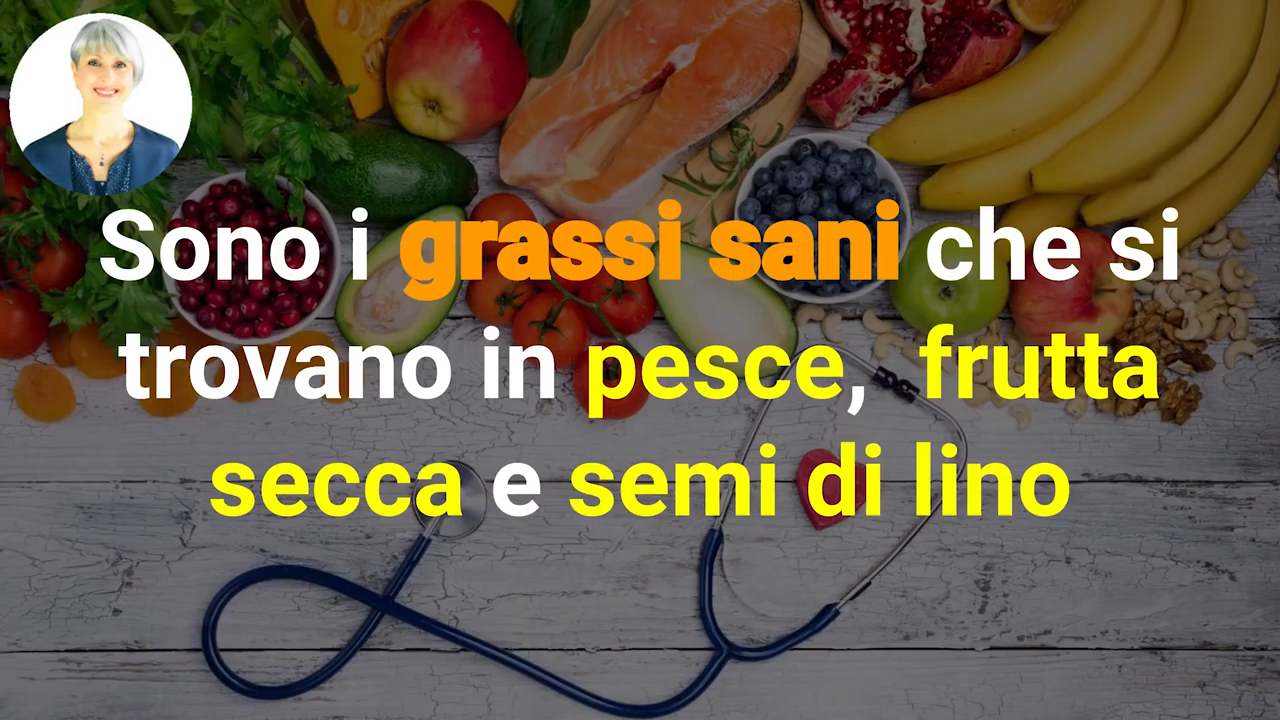 Sono i grassi sani che si
trovano in pesce, frutta
secca e semi di lino